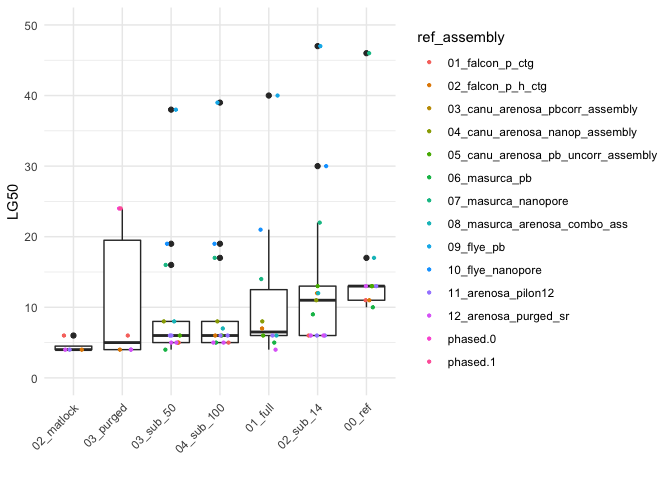 50
40
30
20
10
0
LG50
02_matlock
03_purged
03_sub_50
04_sub_100
01_full
02_sub_14
00_ref
ref_assembly
01_falcon_p_ctg
02_falcon_p_h_ctg
03_canu_arenosa_pbcorr_assembly
04_canu_arenosa_nanop_assembly
05_canu_arenosa_pb_uncorr_assembly
06_masurca_pb
07_masurca_nanopore
08_masurca_arenosa_combo_ass
09_flye_pb
10_flye_nanopore
11_arenosa_pilon12
12_arenosa_purged_sr
phased.0
phased.1